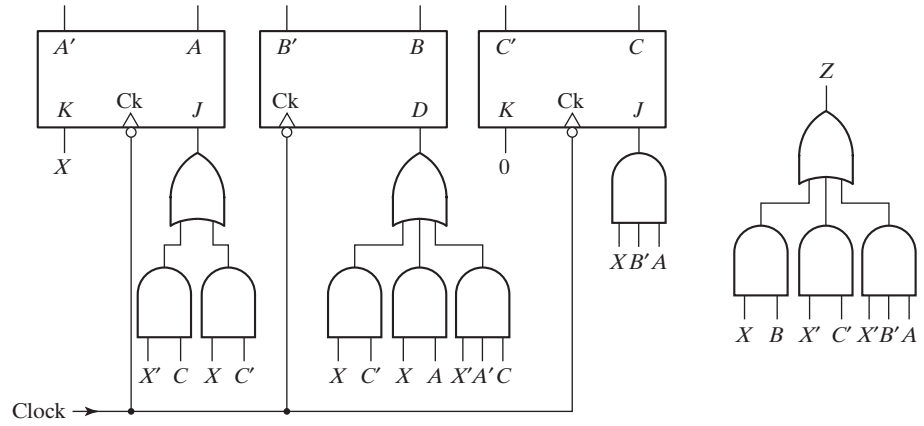 A′ A B′ B C′ C
Z
Ck Ck Ck
K J D K J
X 0
X B′ A
X′ C X C′ X C′ X A X′ A′ C
X B X′ C′ X′ B′ A
Clock